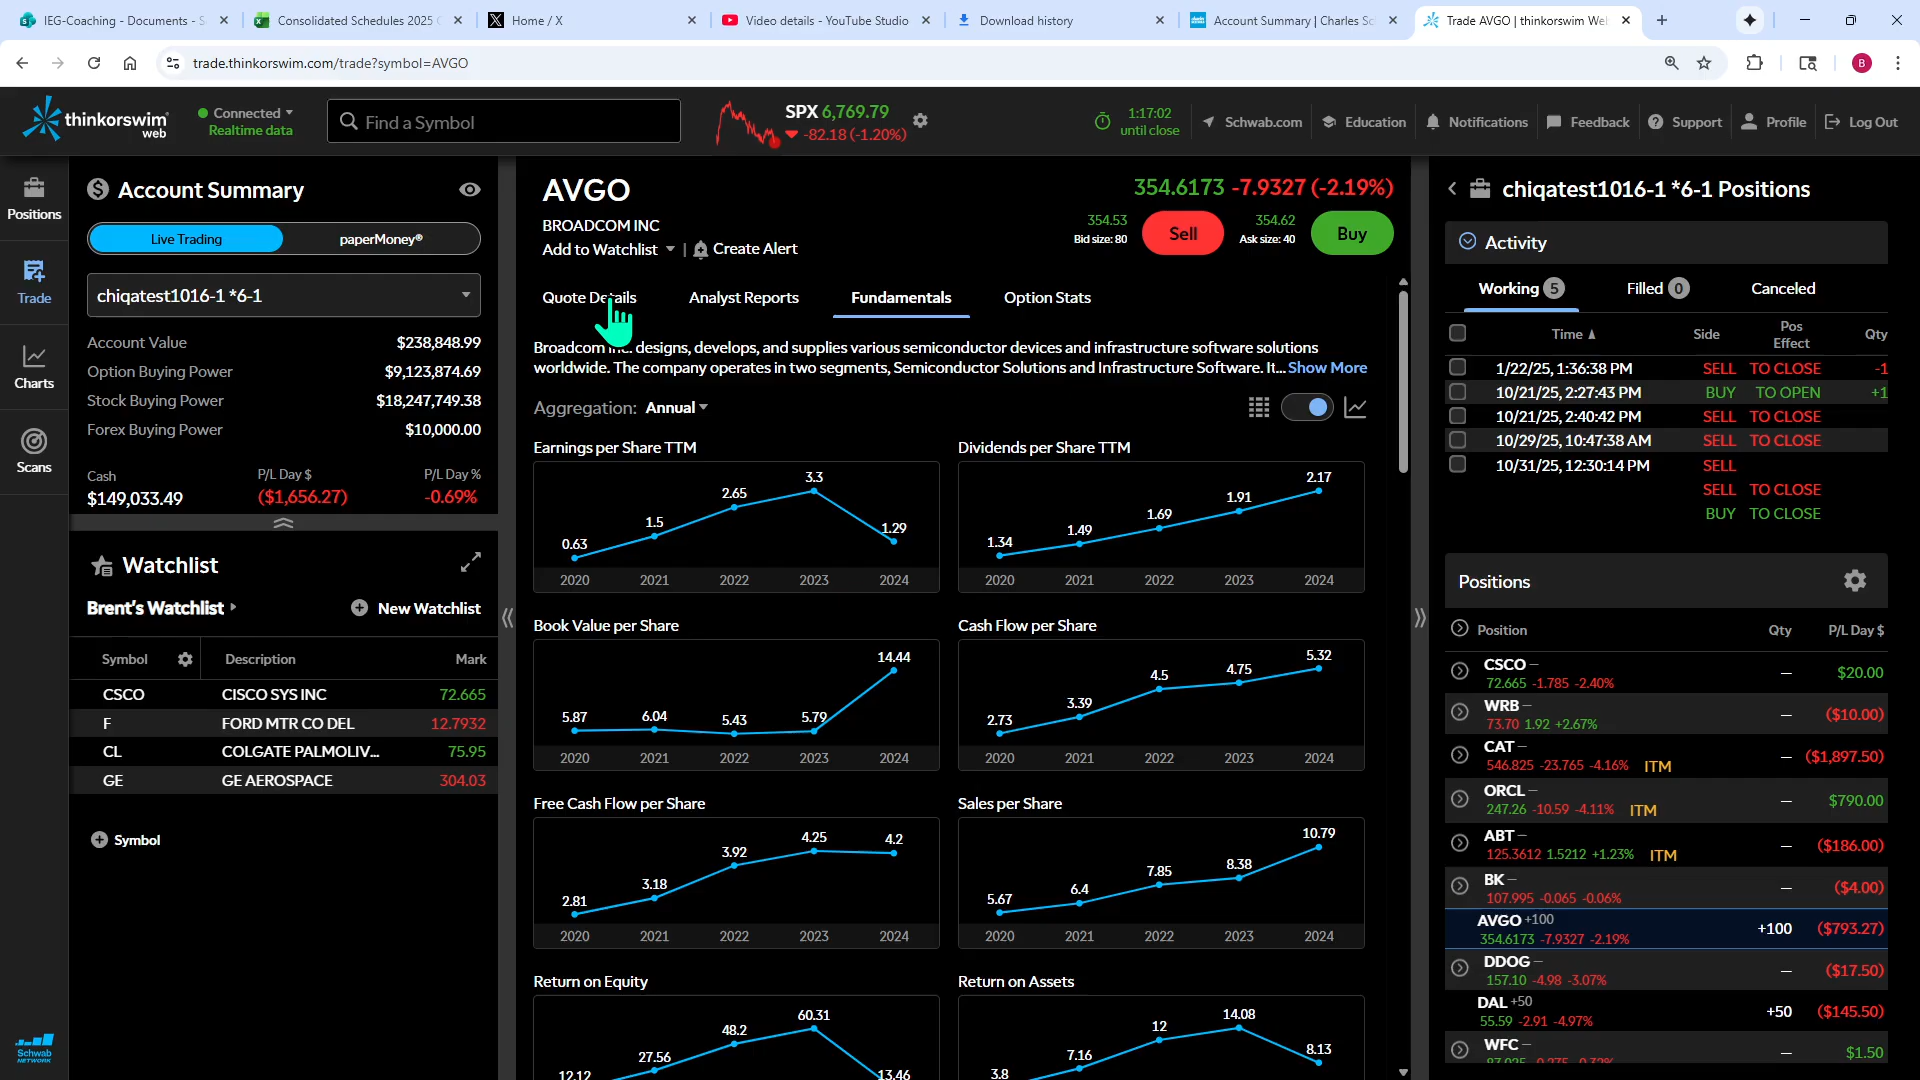 IEG-Coaching - Documents - S
Consolidated Schedules 2025
Home / X
Video details - YouTube Studio
Download history
Account Summary | Charles Sc
Trade AVGO | thinkorswim We
trade.thinkorswim.com/trade?symbol=AVGO
B
thinkorswim
web
Connected
Realtime data
Find a Symbol
SPX 6,769.79
-82.18 (-1.20%)
1:17:02
until close
Schwab.com
Education
Notifications
Feedback
Support
Profile
Log Out
Positions
Trade
Charts
Scans
Schwab
NETWORK
Account Summary
Live Trading
paperMoney®
chiqatest1016-1 *6-1
Account Value $238,848.99
Option Buying Power $9,123,874.69
Stock Buying Power $18,247,749.38
Forex Buying Power $10,000.00
Cash P/L Day $ P/L Day %
$149,033.49 ($1,656.27) -0.69%
Watchlist
Brent's Watchlist
New Watchlist
Symbol Description Mark
CSCO CISCO SYS INC 72.665
F FORD MTR CO DEL 12.7932
CL COLGATE PALMOLIV... 75.95
GE GE AEROSPACE 304.03
Symbol
AVGO
354.6173 -7.9327 (-2.19%)
BROADCOM INC
Add to Watchlist | Create Alert
354.53
Bid size: 80
Sell
354.62
Ask size: 40
Buy
Quote Details
Analyst Reports
Fundamentals
Option Stats
Broadcom Inc. designs, develops, and supplies various semiconductor devices and infrastructure software solutions
worldwide. The company operates in two segments, Semiconductor Solutions and Infrastructure Software. It... Show More
Aggregation: Annual
Earnings per Share TTM
0.63 1.5 2.65 3.3 1.29
2020 2021 2022 2023 2024
Dividends per Share TTM
1.34 1.49 1.69 1.91 2.17
2020 2021 2022 2023 2024
Book Value per Share
5.87 6.04 5.43 5.79 14.44
2020 2021 2022 2023 2024
Cash Flow per Share
2.73 3.39 4.5 4.75 5.32
2020 2021 2022 2023 2024
Free Cash Flow per Share
2.81 3.18 3.92 4.25 4.2
2020 2021 2022 2023 2024
Sales per Share
5.67 6.4 7.85 8.38 10.79
2020 2021 2022 2023 2024
Return on Equity
12.12 27.56 48.2 60.31 13.46
Return on Assets
3.8 7.16 12 14.08 8.13
chiqatest1016-1 *6-1 Positions
Activity
Working 5
Filled 0
Canceled
Time Side Pos Effect Qty
1/22/25, 1:36:38 PM SELL TO CLOSE -1
10/21/25, 2:27:43 PM BUY TO OPEN +1
10/21/25, 2:40:42 PM SELL TO CLOSE
10/29/25, 10:47:38 AM SELL TO CLOSE
10/31/25, 12:30:14 PM SELL
SELL TO CLOSE
BUY TO CLOSE
Positions
Position Qty P/L Day $
CSCO — — $20.00
72.665 -1.785 -2.40%
WRB — — ($10.00)
73.70 1.92 +2.67%
CAT — — ($1,897.50)
546.825 -23.765 -4.16% ITM
ORCL — — $790.00
247.26 -10.59 -4.11% ITM
ABT — — ($186.00)
125.3612 1.5212 +1.23% ITM
BK — — ($4.00)
107.995 -0.065 -0.06%
AVGO +100 +100 ($793.27)
354.6173 -7.9327 -2.19%
DDOG — — ($17.50)
157.10 -4.98 -3.07%
DAL +50 +50 ($145.50)
55.59 -2.91 -4.97%
WFC — — $1.50